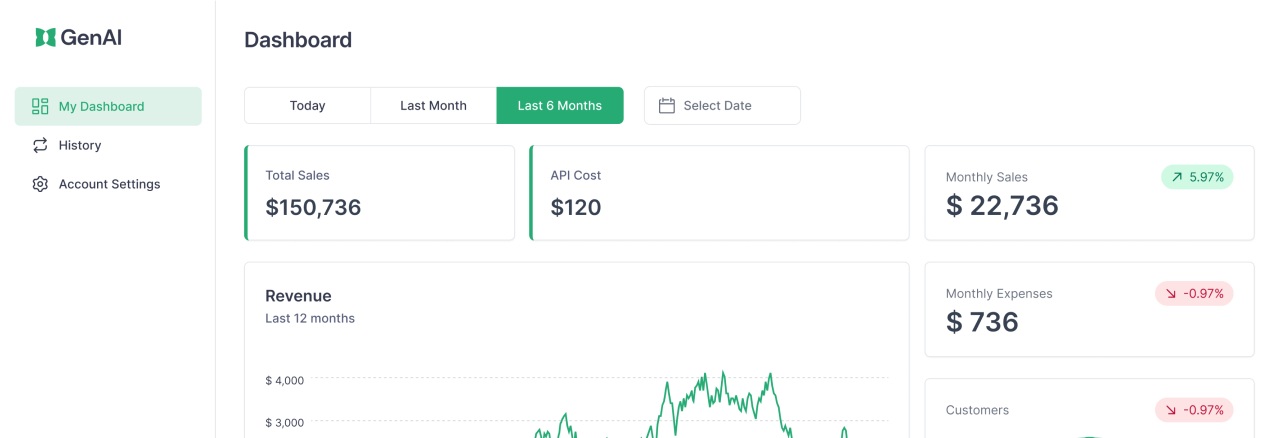 GenAI
My Dashboard
History
Account Settings
Dashboard
Today
Last Month
Last 6 Months
Select Date
Total Sales
$150,736
API Cost
$120
Monthly Sales
5.97%
$ 22,736
Revenue
Last 12 months
$ 4,000
$ 3,000
Monthly Expenses
-0.97%
$ 736
Customers
-0.97%